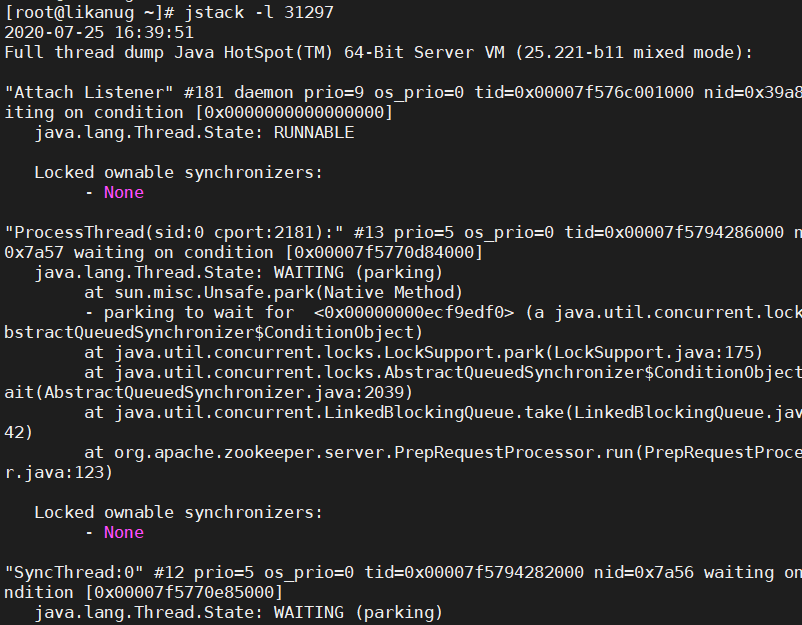 [root@likanug ~]# jstack -l 31297
2020-07-25 16:39:51
Full thread dump Java HotSpot(TM) 64-Bit Server VM (25.221-b11 mixed mode):
"Attach Listener" #181 daemon prio=9 os_prio=0 tid=0x00007f576c001000 nid=0x39a8
iting on condition [0x0000000000000000]
java.lang.Thread.State: RUNNABLE
Locked ownable synchronizers:
- None
"ProcessThread(sid:0 cport:2181):" #13 prio=5 os_prio=0 tid=0x00007f5794286000 n
0x7a57 waiting on condition [0x00007f5770d84000]
java.lang.Thread.State: WAITING (parking)
at sun.misc.Unsafe.park(Native Method)
- parking to wait for  <0x00000000ecf9edf0> (a java.util.concurrent.lock
bstractQueuedSynchronizer$ConditionObject)
at java.util.concurrent.locks.LockSupport.park(LockSupport.java:175)
at java.util.concurrent.locks.AbstractQueuedSynchronizer$ConditionObject
ait(AbstractQueuedSynchronizer.java:2039)
at java.util.concurrent.LinkedBlockingQueue.take(LinkedBlockingQueue.jav
42)
at org.apache.zookeeper.server.PrepRequestProcessor.run(PrepRequestProce
r.java:123)
Locked ownable synchronizers:
- None
"SyncThread:0" #12 prio=5 os_prio=0 tid=0x00007f5794282000 nid=0x7a56 waiting on
ndition [0x00007f5770e85000]
java.lang.Thread.State: WAITING (parking)